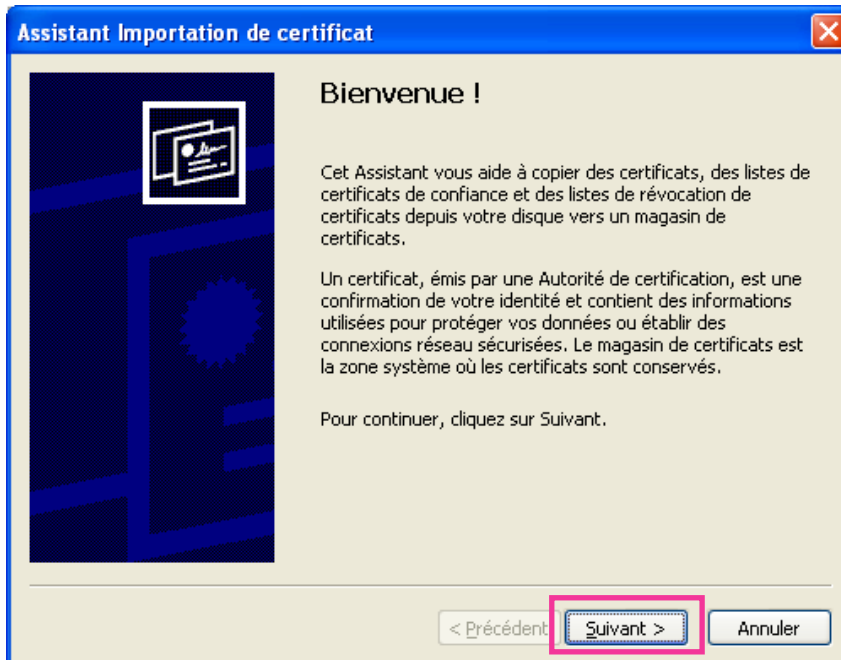 Assistant Importation de certificat
Bienvenue !
Cet Assistant vous aide à copier des certificats, des listes de
certificats de confiance et des listes de révocation de
certificats depuis votre disque vers un magasin de
certificats.
Un certificat, émis par une Autorité de certification, est une
confirmation de votre identité et contient des informations
utilisées pour protéger vos données ou établir des
connexions réseau sécurisées. Le magasin de certificats est
la zone système où les certificats sont conservés.
Pour continuer, cliquez sur Suivant.
< Précédent Suivant > Annuler